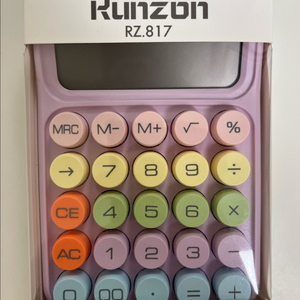 Runzon
RZ.817
MRC M- M+ √ %
→ 7 8 9 ÷
CE 4 5 6 ×
AC 1 2 3 −
0 00 · = +